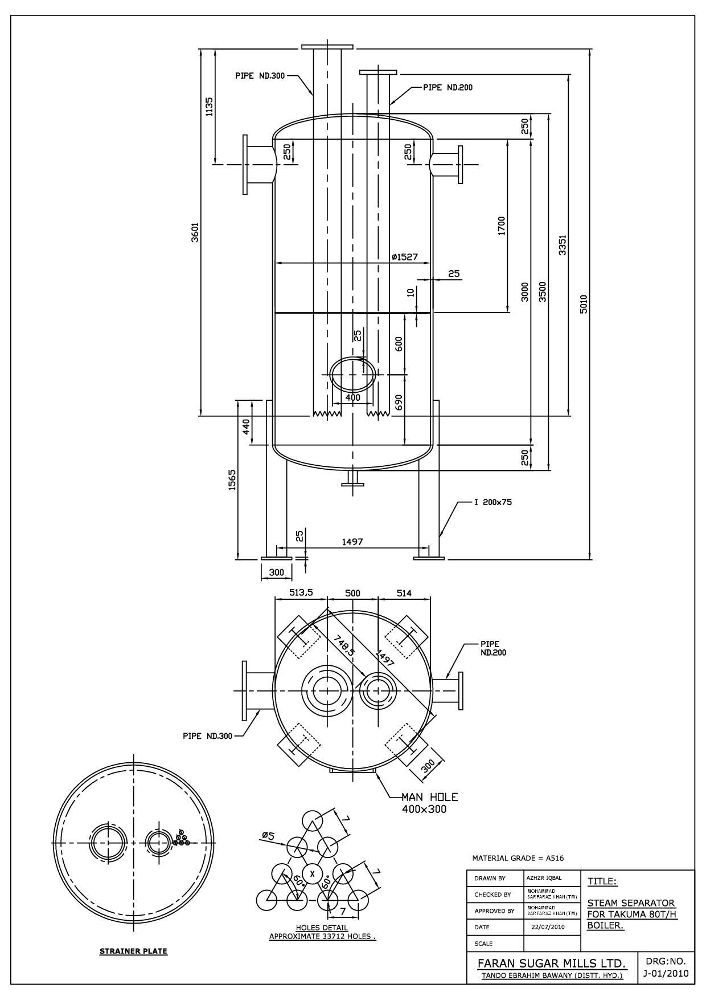 PIPE ND.300
PIPE ND.200
1135
250
250
250
3601
1700
3351
ø1527
25
10
3000
3500
5010
25
600
400
690
440
250
1565
I 200x75
25
1497
300
513,5
500
514
748,5
1497
PIPE
ND.200
PIPE ND.300
300
MAN HOLE
400x300
7
Ø5
7
X
60°
60°
7
HOLES DETAIL
APPROXIMATE 33712 HOLES .
STRAINER PLATE
MATERIAL GRADE = A516
DRAWN BY
AZHZR IQBAL
CHECKED BY
MOHAMMAD
SARFARAZ KHAN (TM)
APPROVED BY
MOHAMMAD
SARFARAZ KHAN (TM)
DATE
22/07/2010
SCALE
TITLE:
STEAM SEPARATOR
FOR TAKUMA 80T/H
BOILER.
FARAN SUGAR MILLS LTD.
TANDO EBRAHIM BAWANY (DISTT. HYD.)
DRG:NO.
J-01/2010